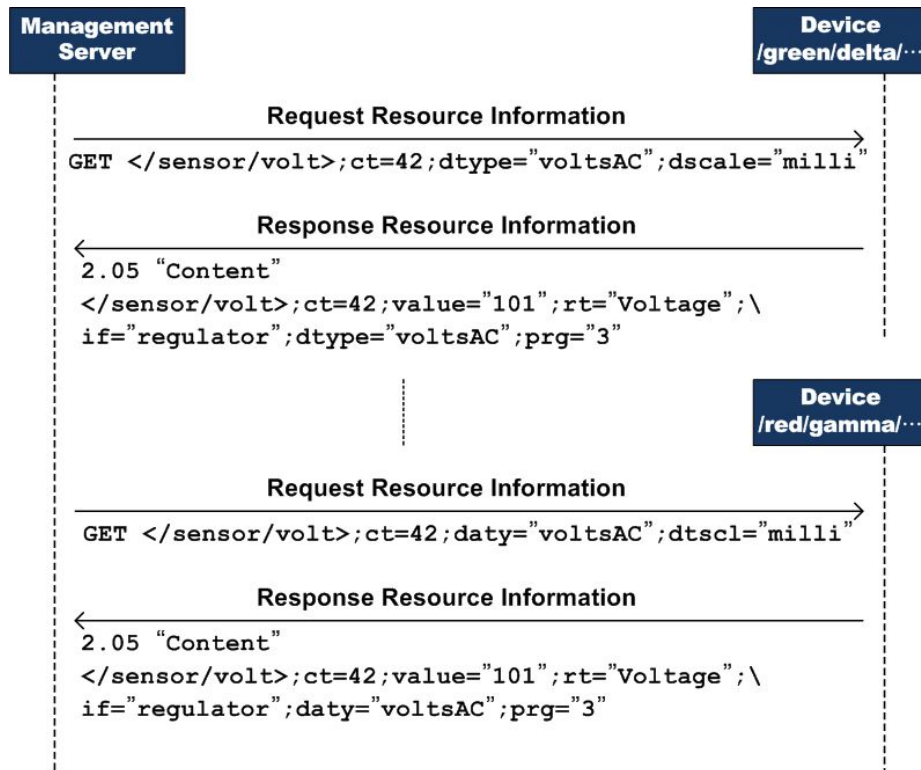 Management
Server
Device
/green/delta/···
Request Resource Information
GET </sensor/volt>;ct=42;dtype="voltsAC";dscale="milli"
Response Resource Information
2.05 “Content”
</sensor/volt>;ct=42;value="101";rt="Voltage";\
if="regulator";dtype="voltsAC";prg="3"
Device
/red/gamma/···
Request Resource Information
GET </sensor/volt>;ct=42;daty="voltsAC";dtscl="milli"
Response Resource Information
2.05 “Content”
</sensor/volt>;ct=42;value="101";rt="Voltage";\
if="regulator";daty="voltsAC";prg="3"